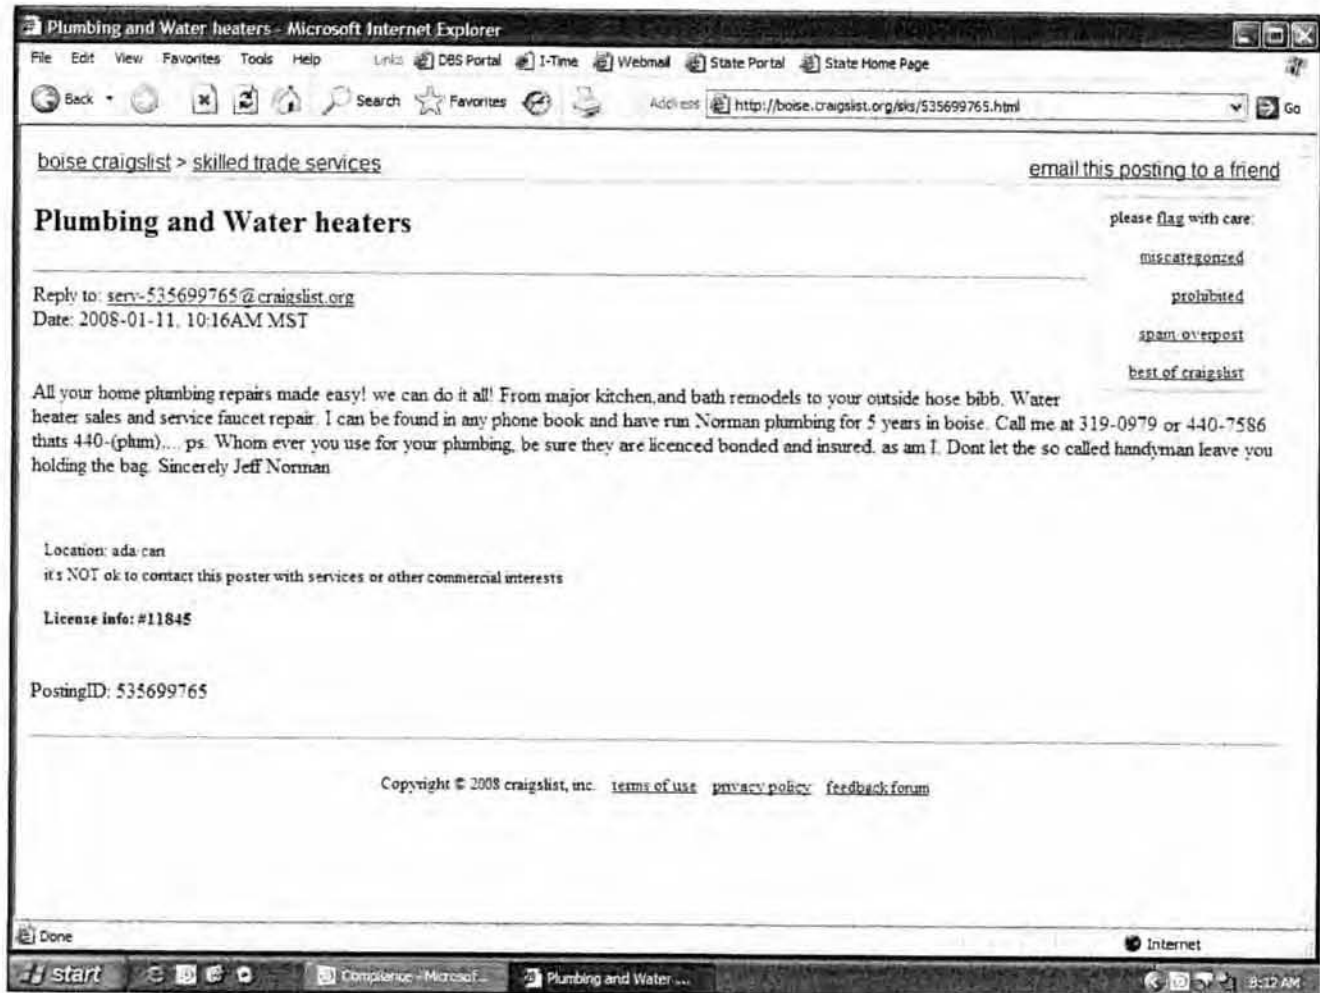 Plumbing and Water heaters - Microsoft Internet Explorer
File Edit View Favorites Tools Help Links DBS Portal I-Time Webmail State Portal State Home Page
Back Search Favorites Address http://boise.craigslist.org/sks/535699765.html Go
boise craigslist > skilled trade services email this posting to a friend
Plumbing and Water heaters
please flag with care:
miscategorized
prohibited
spam/overpost
best of craigslist
Reply to: serv-535699765@craigslist.org
Date: 2008-01-11, 10:16AM MST
All your home plumbing repairs made easy! we can do it all! From major kitchen,and bath remodels to your outside hose bibb. Water
heater sales and service faucet repair. I can be found in any phone book and have run Norman plumbing for 5 years in boise. Call me at 319-0979 or 440-7586
thats 440-(plum).... ps. Whom ever you use for your plumbing, be sure they are licenced bonded and insured. as am I. Dont let the so called handyman leave you
holding the bag. Sincerely Jeff Norman
Location: ada can
it's NOT ok to contact this poster with services or other commercial interests
License info: #11845
PostingID: 535699765
Copyright © 2008 craigslist, inc. terms of use privacy policy feedback forum
Done Internet
start Compliance - Microsof... Plumbing and Water ... 8:12 AM